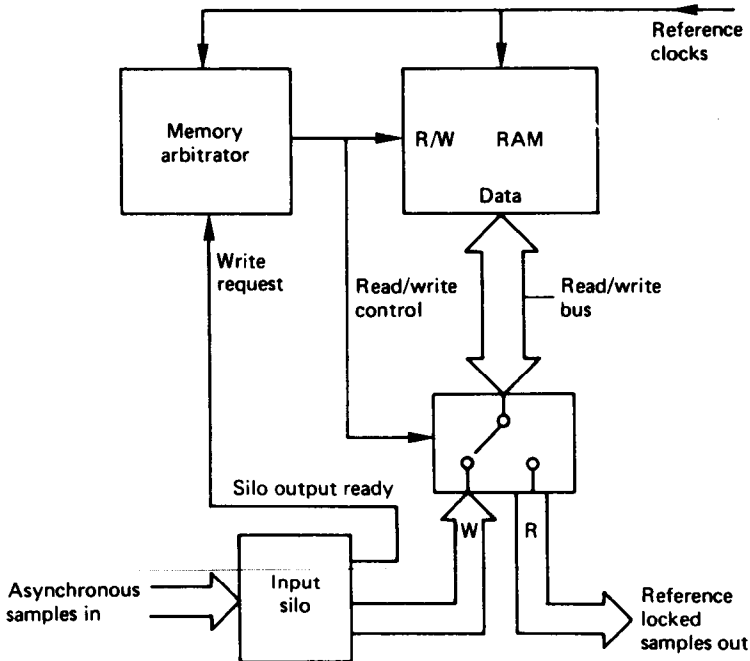 Reference
clocks
Memory
arbitrator
R/W RAM
Data
Write
request
Read/write
control
Read/write
bus
Silo output ready
W R
Asynchronous
samples in
Input
silo
Reference
locked
samples out